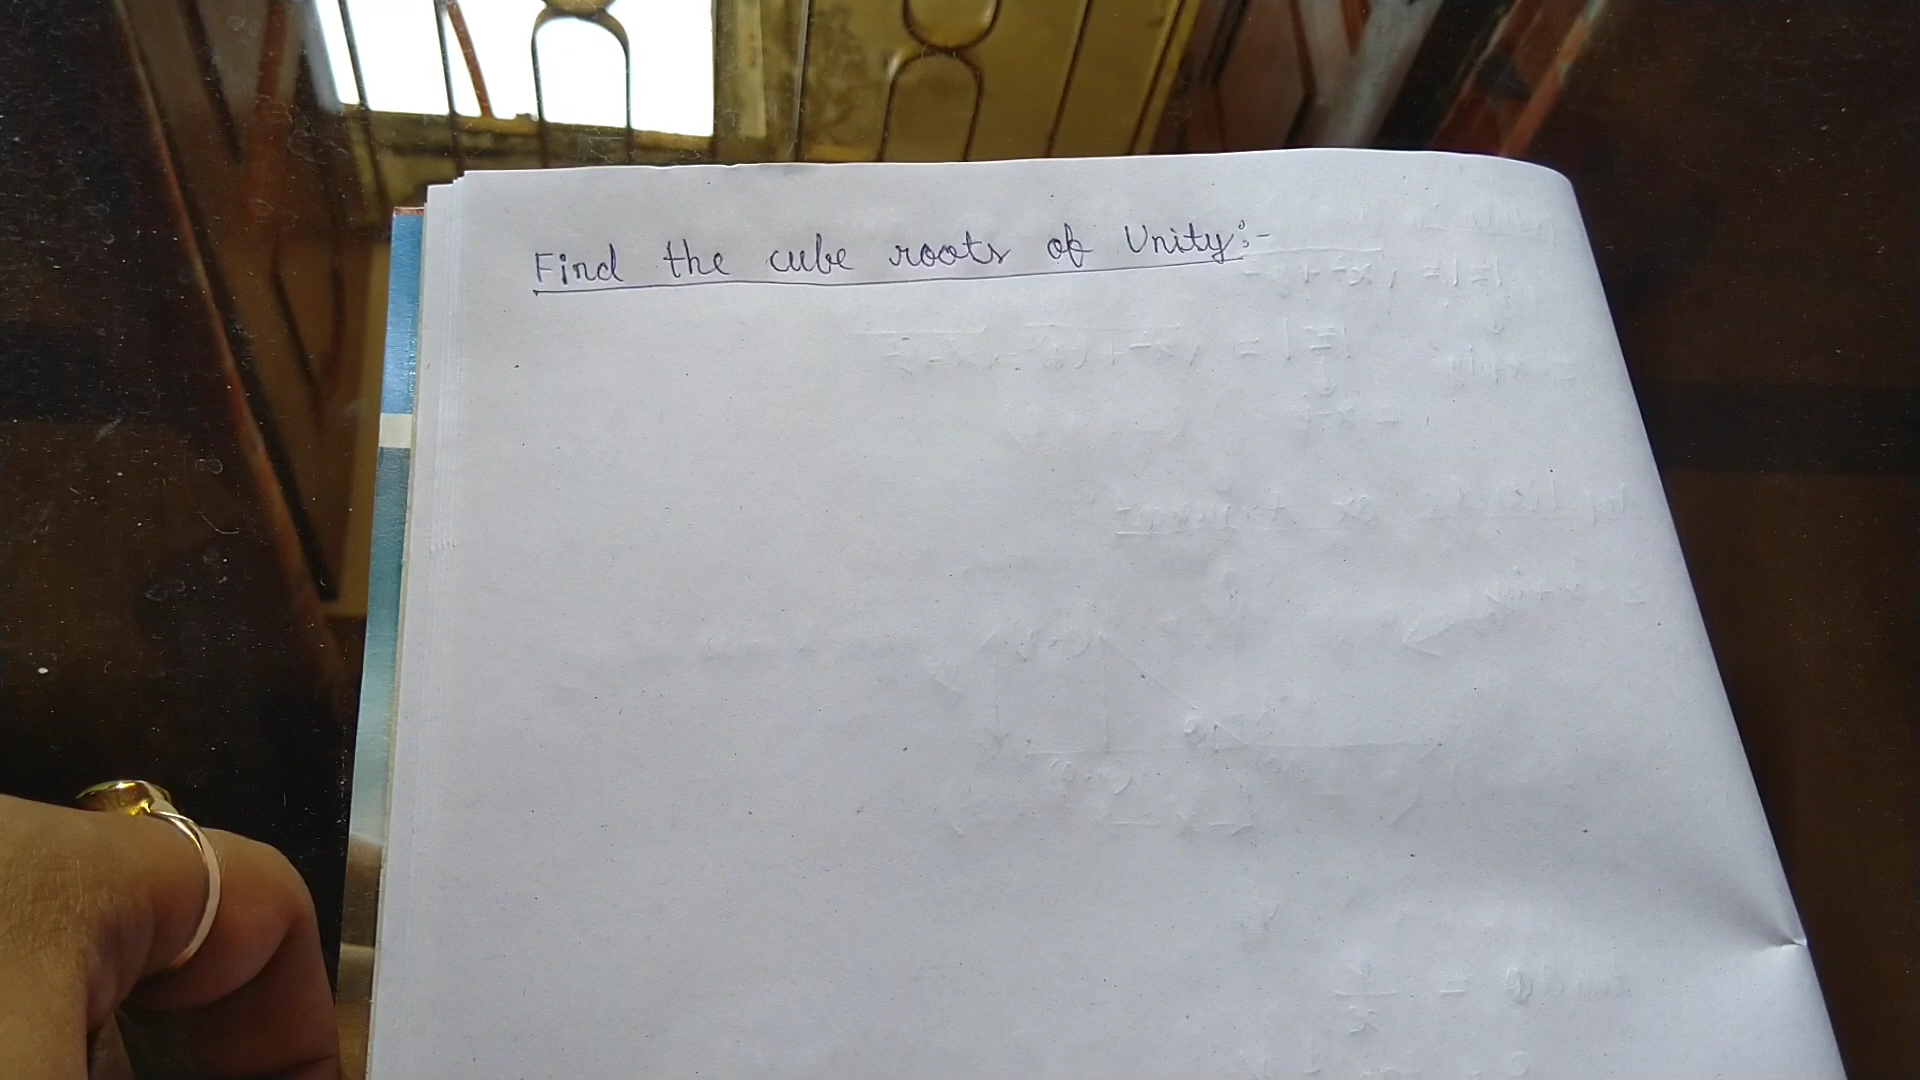 Find the cube roots of Unity:-